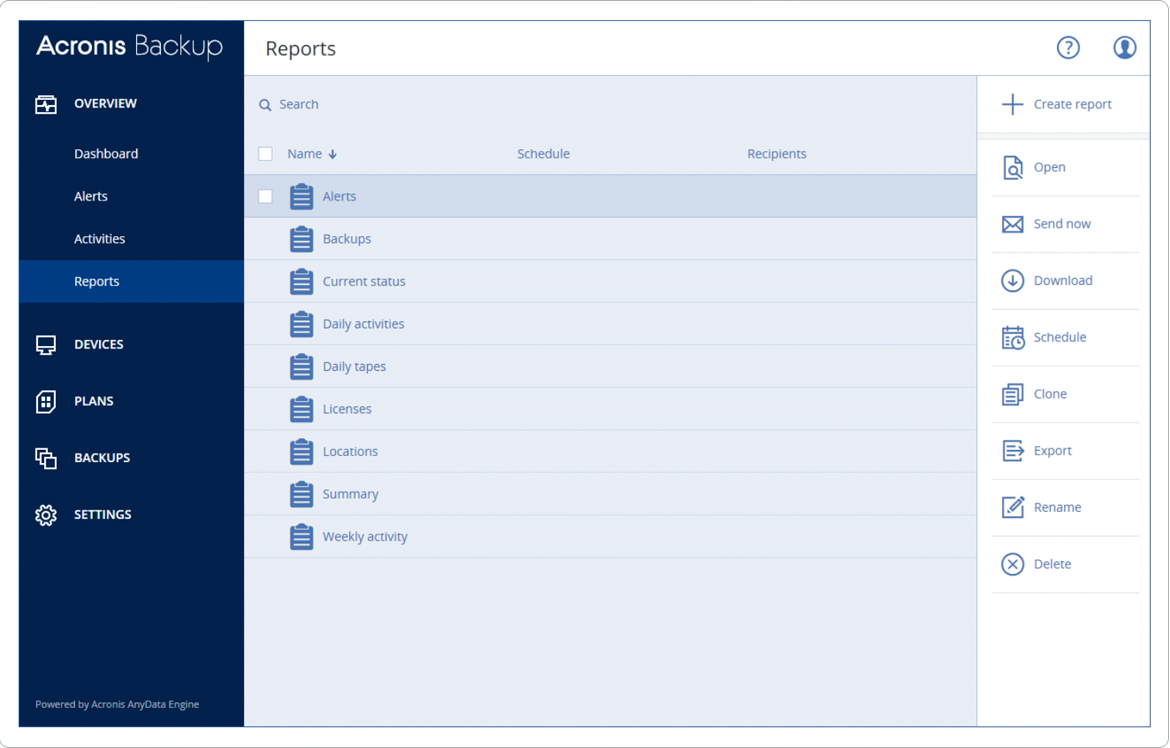 Acronis Backup
Reports
OVERVIEW
Dashboard
Alerts
Activities
Reports
DEVICES
PLANS
BACKUPS
SETTINGS
Powered by Acronis AnyData Engine
Search
Name Schedule Recipients
Alerts
Backups
Current status
Daily activities
Daily tapes
Licenses
Locations
Summary
Weekly activity
Create report
Open
Send now
Download
Schedule
Clone
Export
Rename
Delete